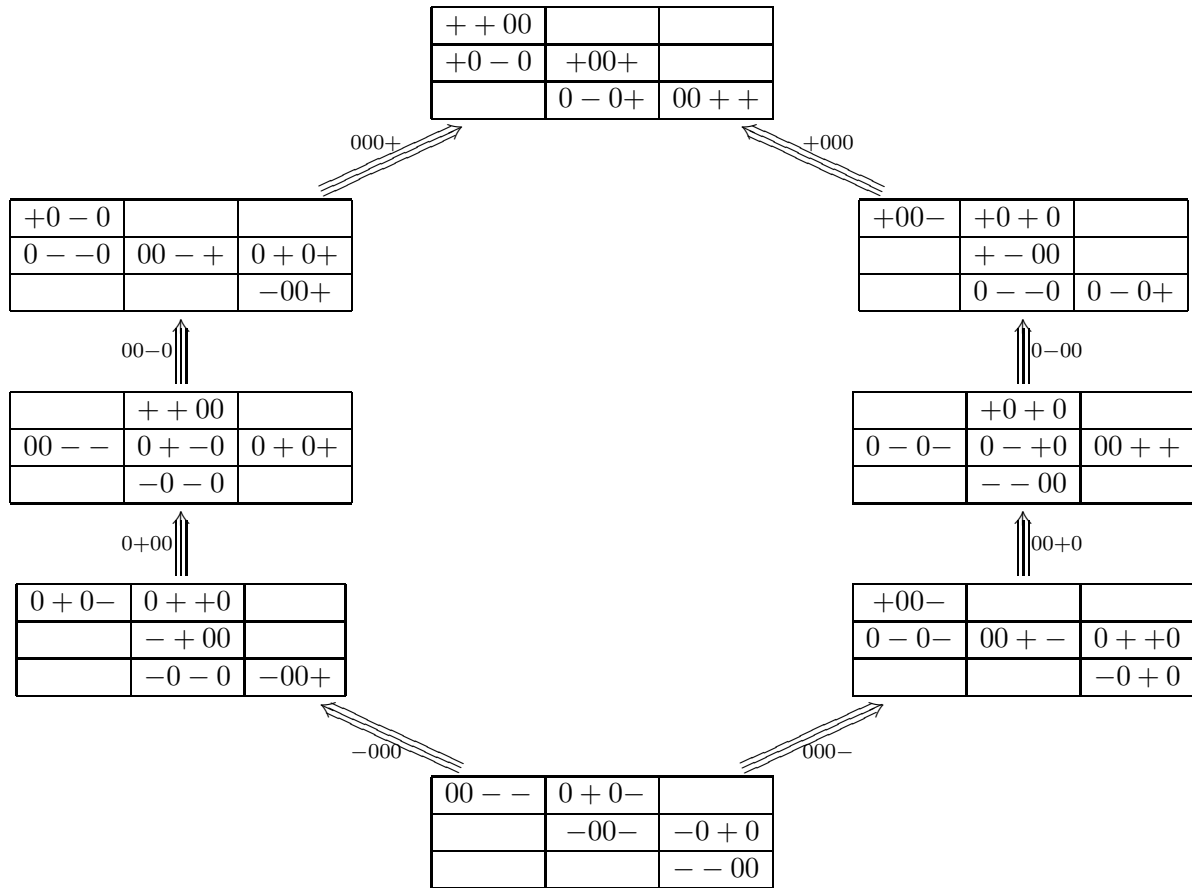 + + 00
+0 − 0 +00+
0 − 0+ 00 + +
000+ +000
+0 − 0 +00− +0 + 0
0 − −0 00 − + 0 + 0+ + − 00
−00+ 0 − −0 0 − 0+
00−0 0−00
+ + 00 +0 + 0
00 − − 0 + −0 0 + 0+ 0 − 0− 0 − +0 00 + +
−0 − 0 − − 00
0+00 00+0
0 + 0− 0 + +0 +00−
− + 00 0 − 0− 00 + − 0 + +0
−0 − 0 −00+ −0 + 0
−000 000−
00 − − 0 + 0−
−00− −0 + 0
− − 00